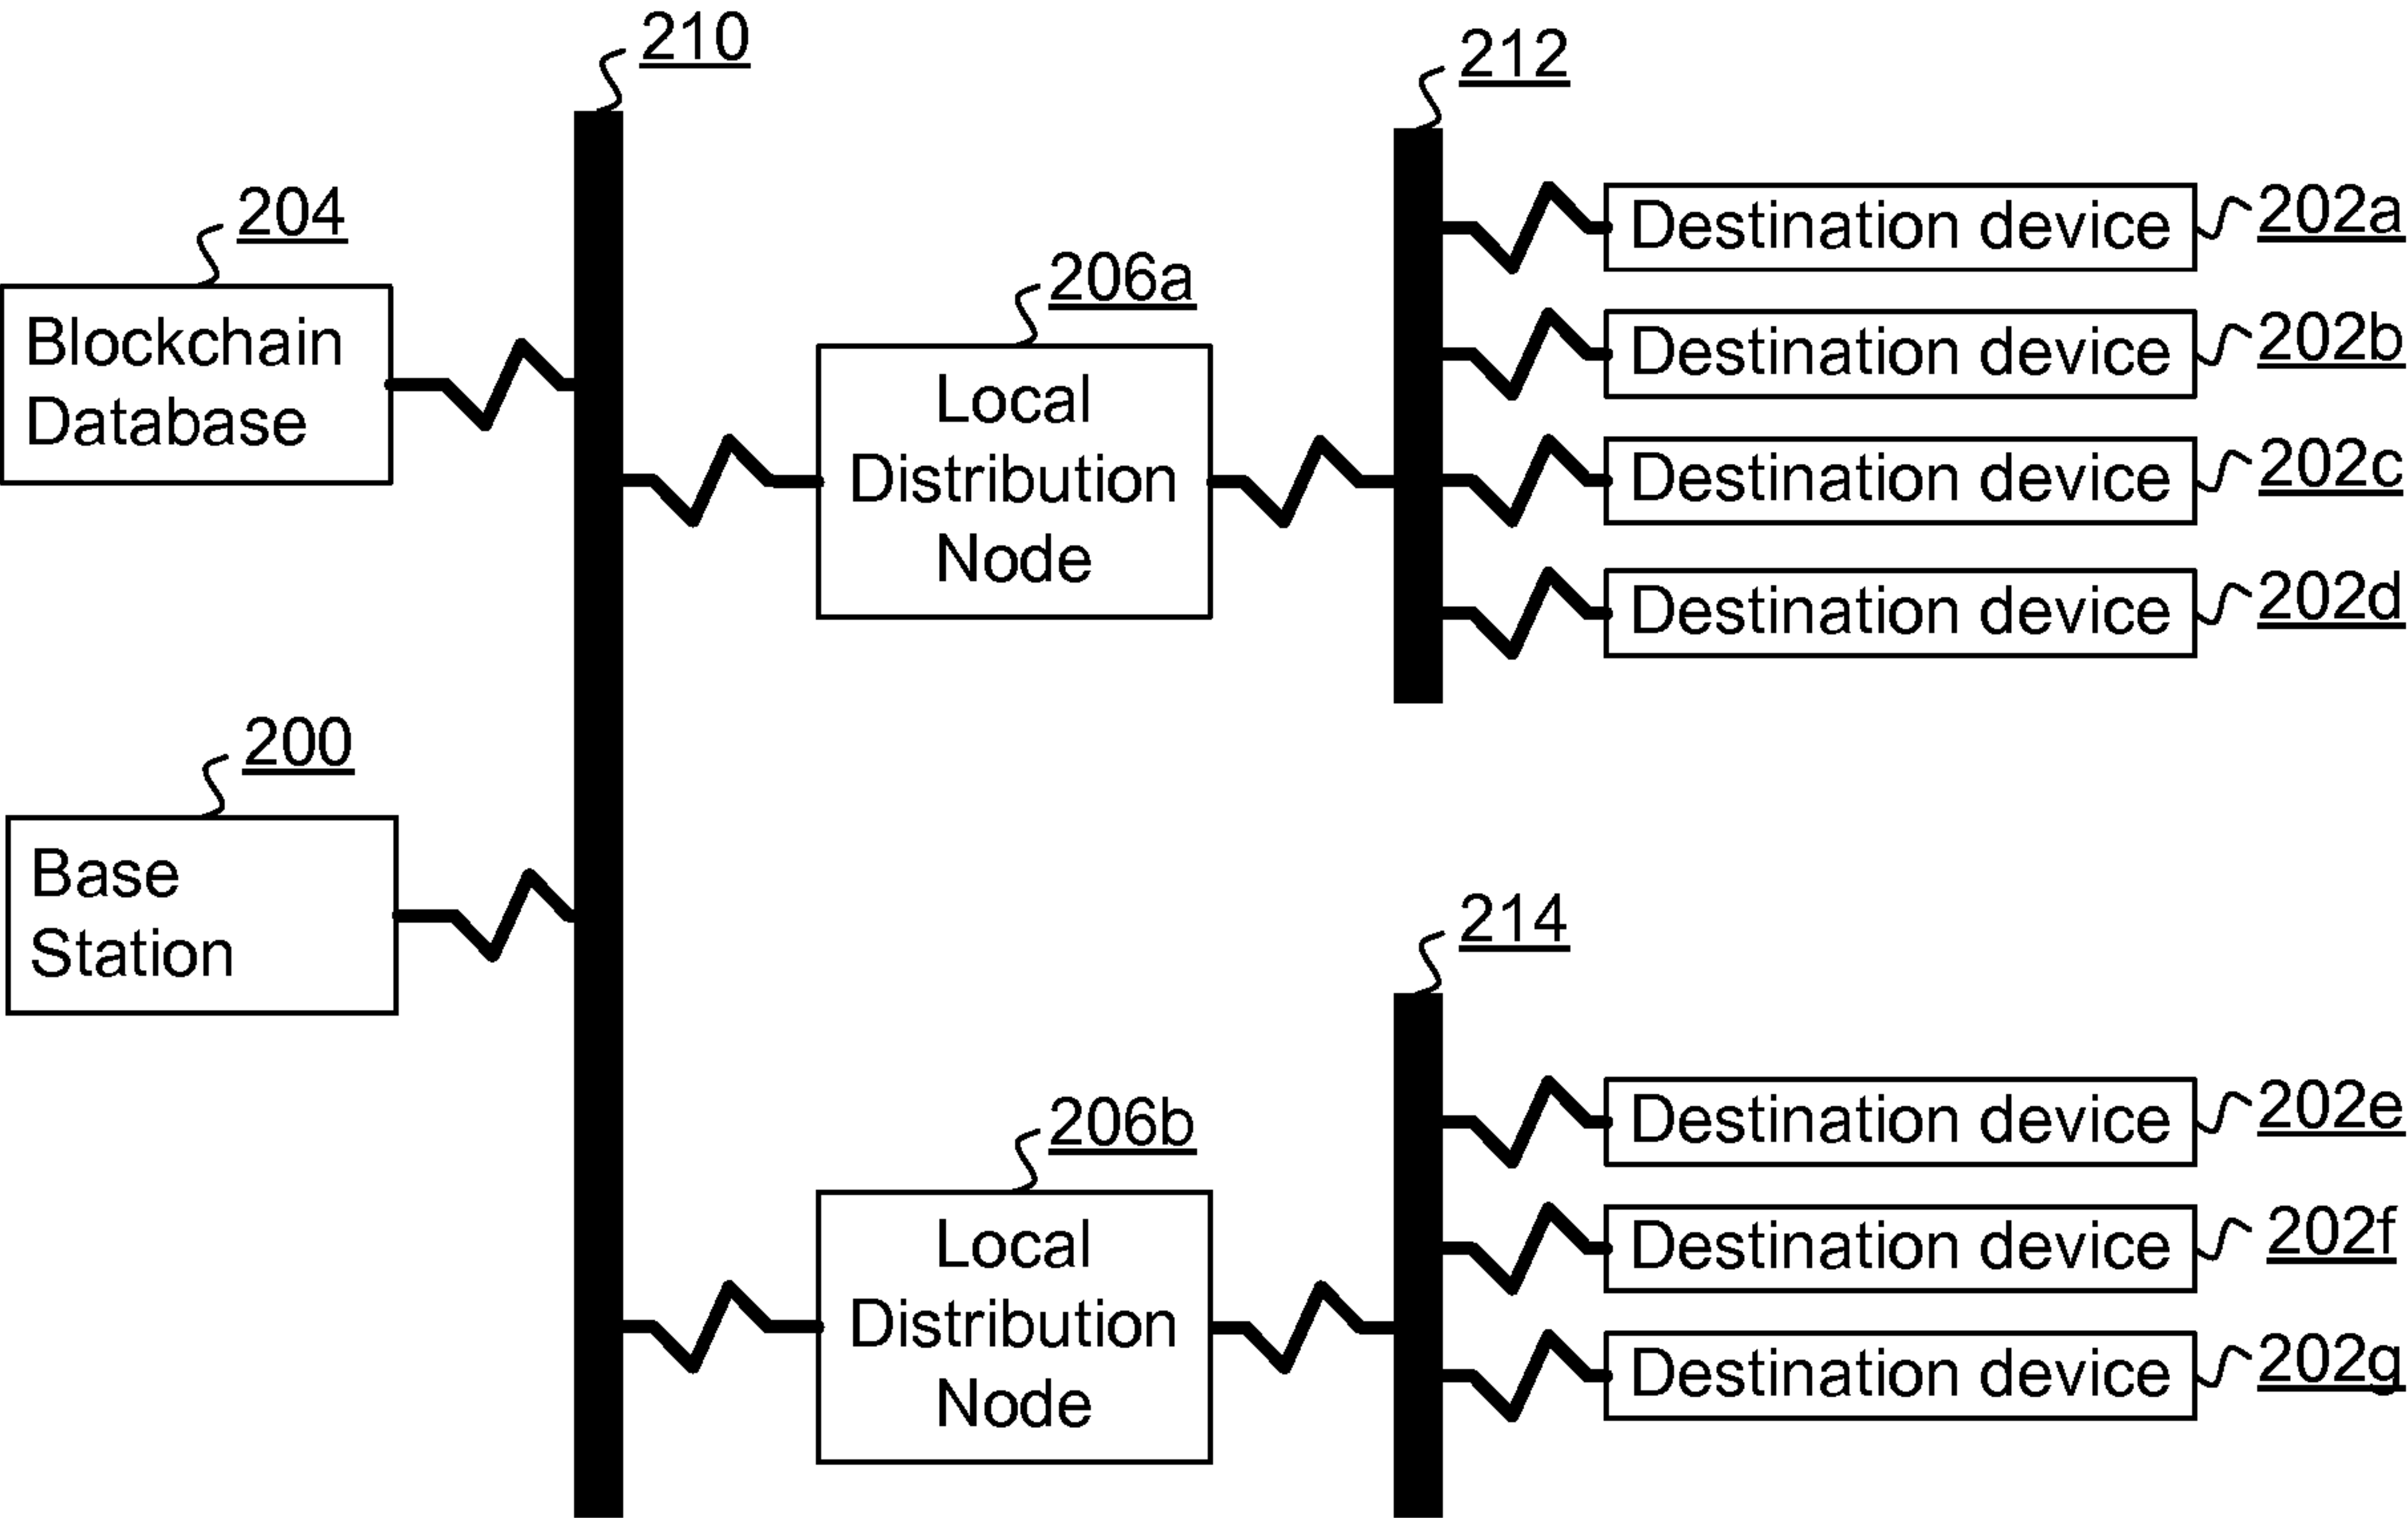 210
212
204
Blockchain
Database
206a
Local
Distribution
Node
Destination device
202a
Destination device
202b
Destination device
202c
Destination device
202d
200
Base
Station
214
206b
Local
Distribution
Node
Destination device
202e
Destination device
202f
Destination device
202g